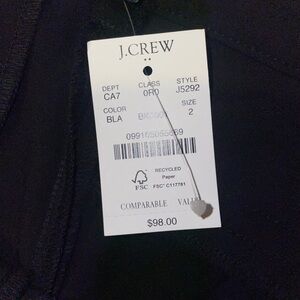 J.CREW
DEPT CLASS STYLE
CA7 0R0 J5292
COLOR SIZE
BLA 2
FSC
RECYCLED
Paper
FSC® C117781
COMPARABLE VALUE
$98.00